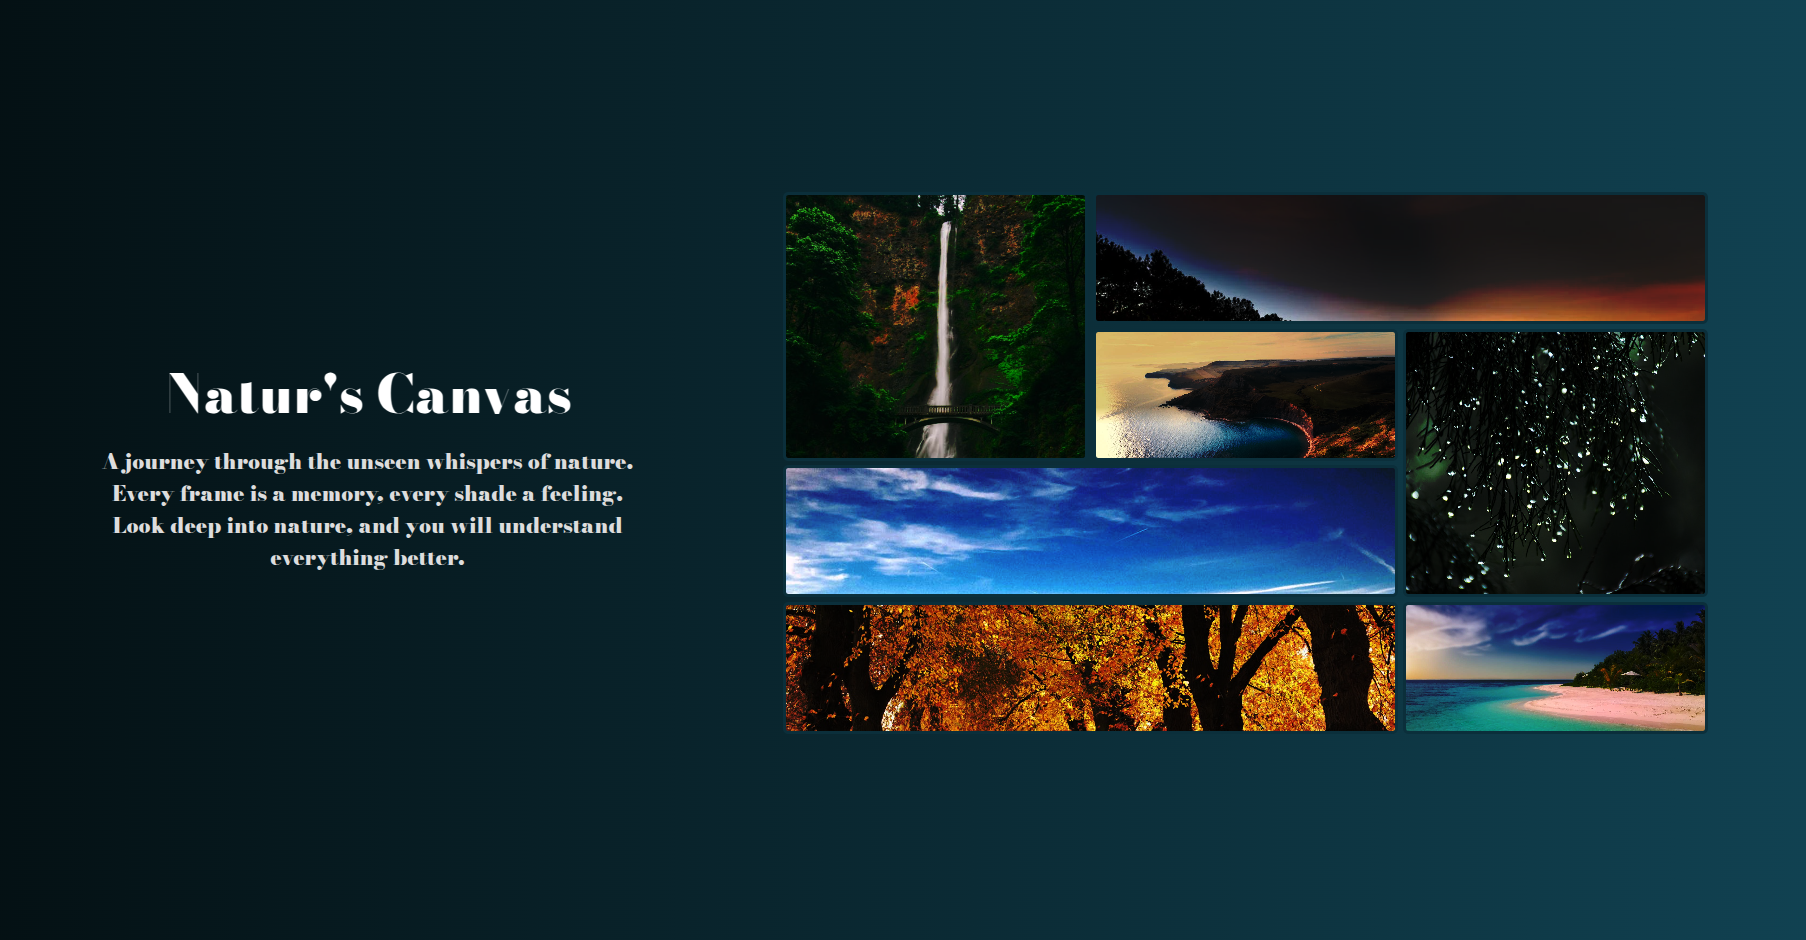 Natur's Canvas
A journey through the unseen whispers of nature.
Every frame is a memory, every shade a feeling.
Look deep into nature, and you will understand
everything better.